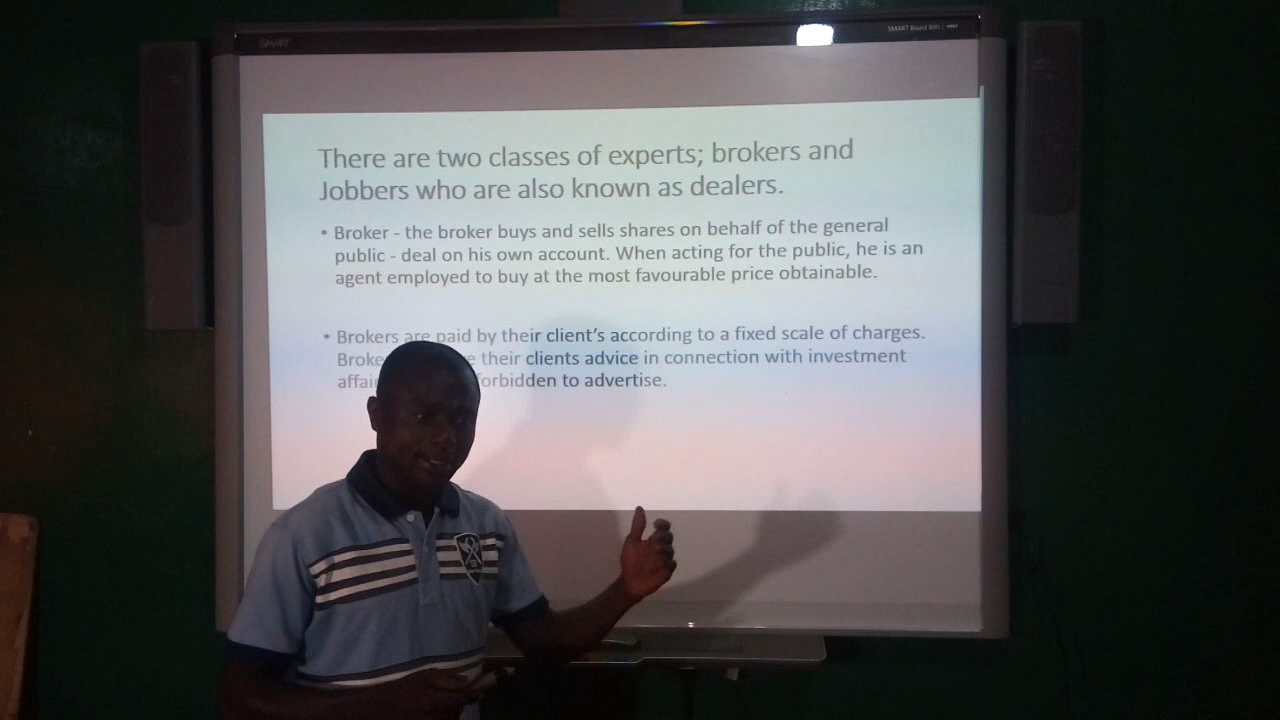 SMART
SMART Board
There are two classes of experts; brokers and
Jobbers who are also known as dealers.
• Broker - the broker buys and sells shares on behalf of the general
public - deal on his own account. When acting for the public, he is an
agent employed to buy at the most favourable price obtainable.
• Brokers are paid by their client's according to a fixed scale of charges.
their clients advice in connection with investment
to advertise.